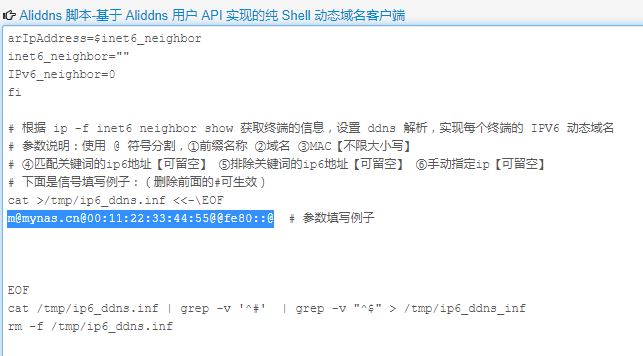 Aliddns 脚本-基于 Aliddns 用户 API 实现的纯 Shell 动态域名客户端
arIpAddress=$inet6_neighbor
inet6_neighbor=""
IPv6_neighbor=0
fi
# 根据 ip -f inet6 neighbor show 获取终端的信息，设置 ddns 解析，实现每个终端的 IPV6 动态域名
# 参数说明：使用 @ 符号分割，①前缀名称 ②域名 ③MAC【不限大小写】
# ④匹配关键词的ip6地址【可留空】 ⑤排除关键词的ip6地址【可留空】 ⑥手动指定ip【可留空】
# 下面是信号填写例子：（删除前面的#可生效）
cat >/tmp/ip6_ddns.inf <<-\EOF
m@mynas.cn@00:11:22:33:44:55@@fe80::@  # 参数填写例子
EOF
cat /tmp/ip6_ddns.inf | grep -v '^#'  | grep -v "^$" > /tmp/ip6_ddns_inf
rm -f /tmp/ip6_ddns.inf